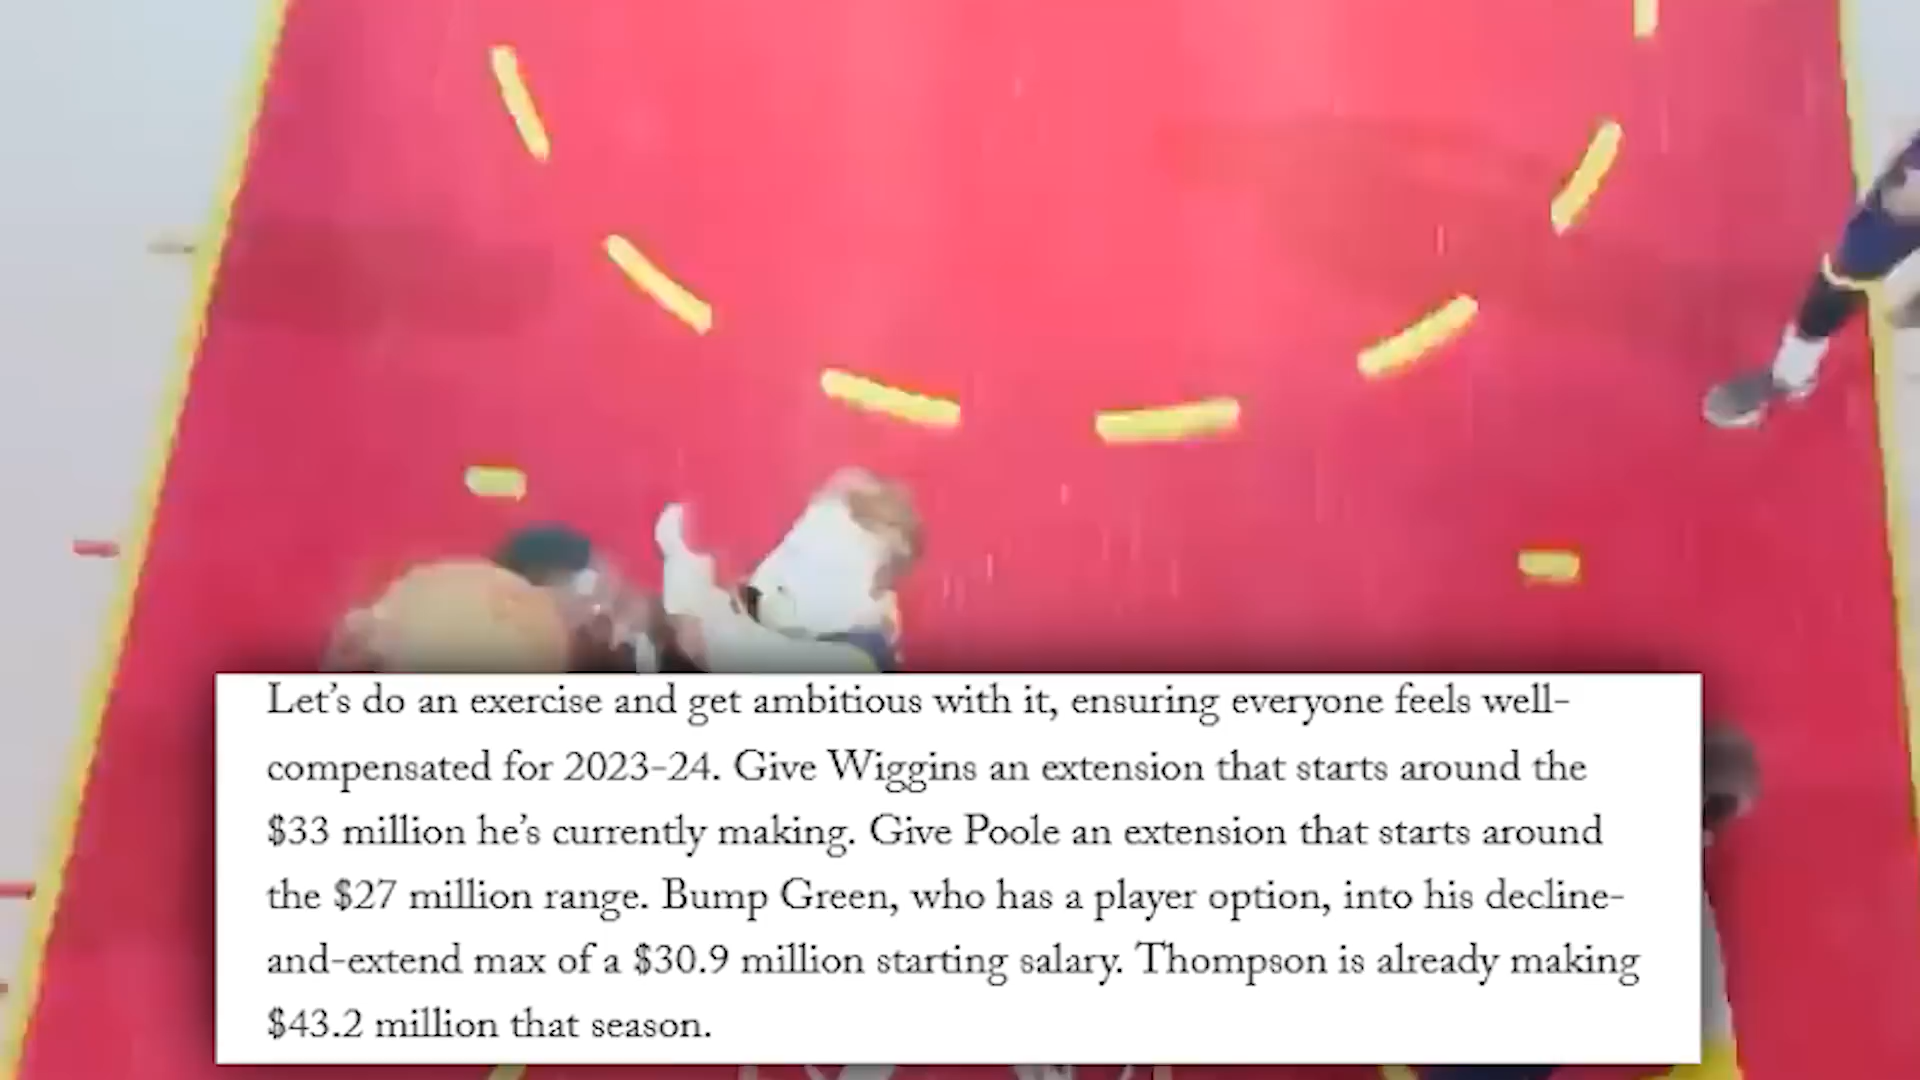 Let’s do an exercise and get ambitious with it, ensuring everyone feels well-
compensated for 2023-24. Give Wiggins an extension that starts around the
$33 million he’s currently making. Give Poole an extension that starts around
the $27 million range. Bump Green, who has a player option, into his decline-
and-extend max of a $30.9 million starting salary. Thompson is already making
$43.2 million that season.